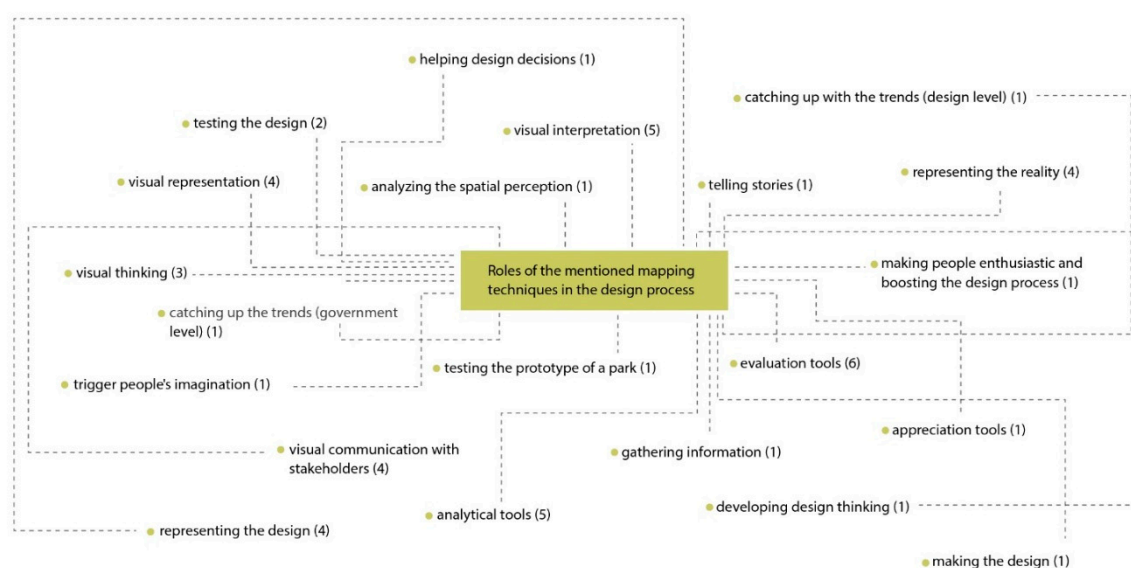 helping design decisions (1)
catching up with the trends (design level) (1)
testing the design (2)
visual interpretation (5)
representing the reality (4)
visual representation (4)
analyzing the spatial perception (1)
telling stories (1)
Roles of the mentioned mapping
techniques in the design process
visual thinking (3)
making people enthusiastic and
boosting the design process (1)
catching up the trends (government
level) (1)
testing the prototype of a park (1)
evaluation tools (6)
trigger people's imagination (1)
appreciation tools (1)
visual communication with
stakeholders (4)
gathering information (1)
analytical tools (5)
developing design thinking (1)
representing the design (4)
making the design (1)